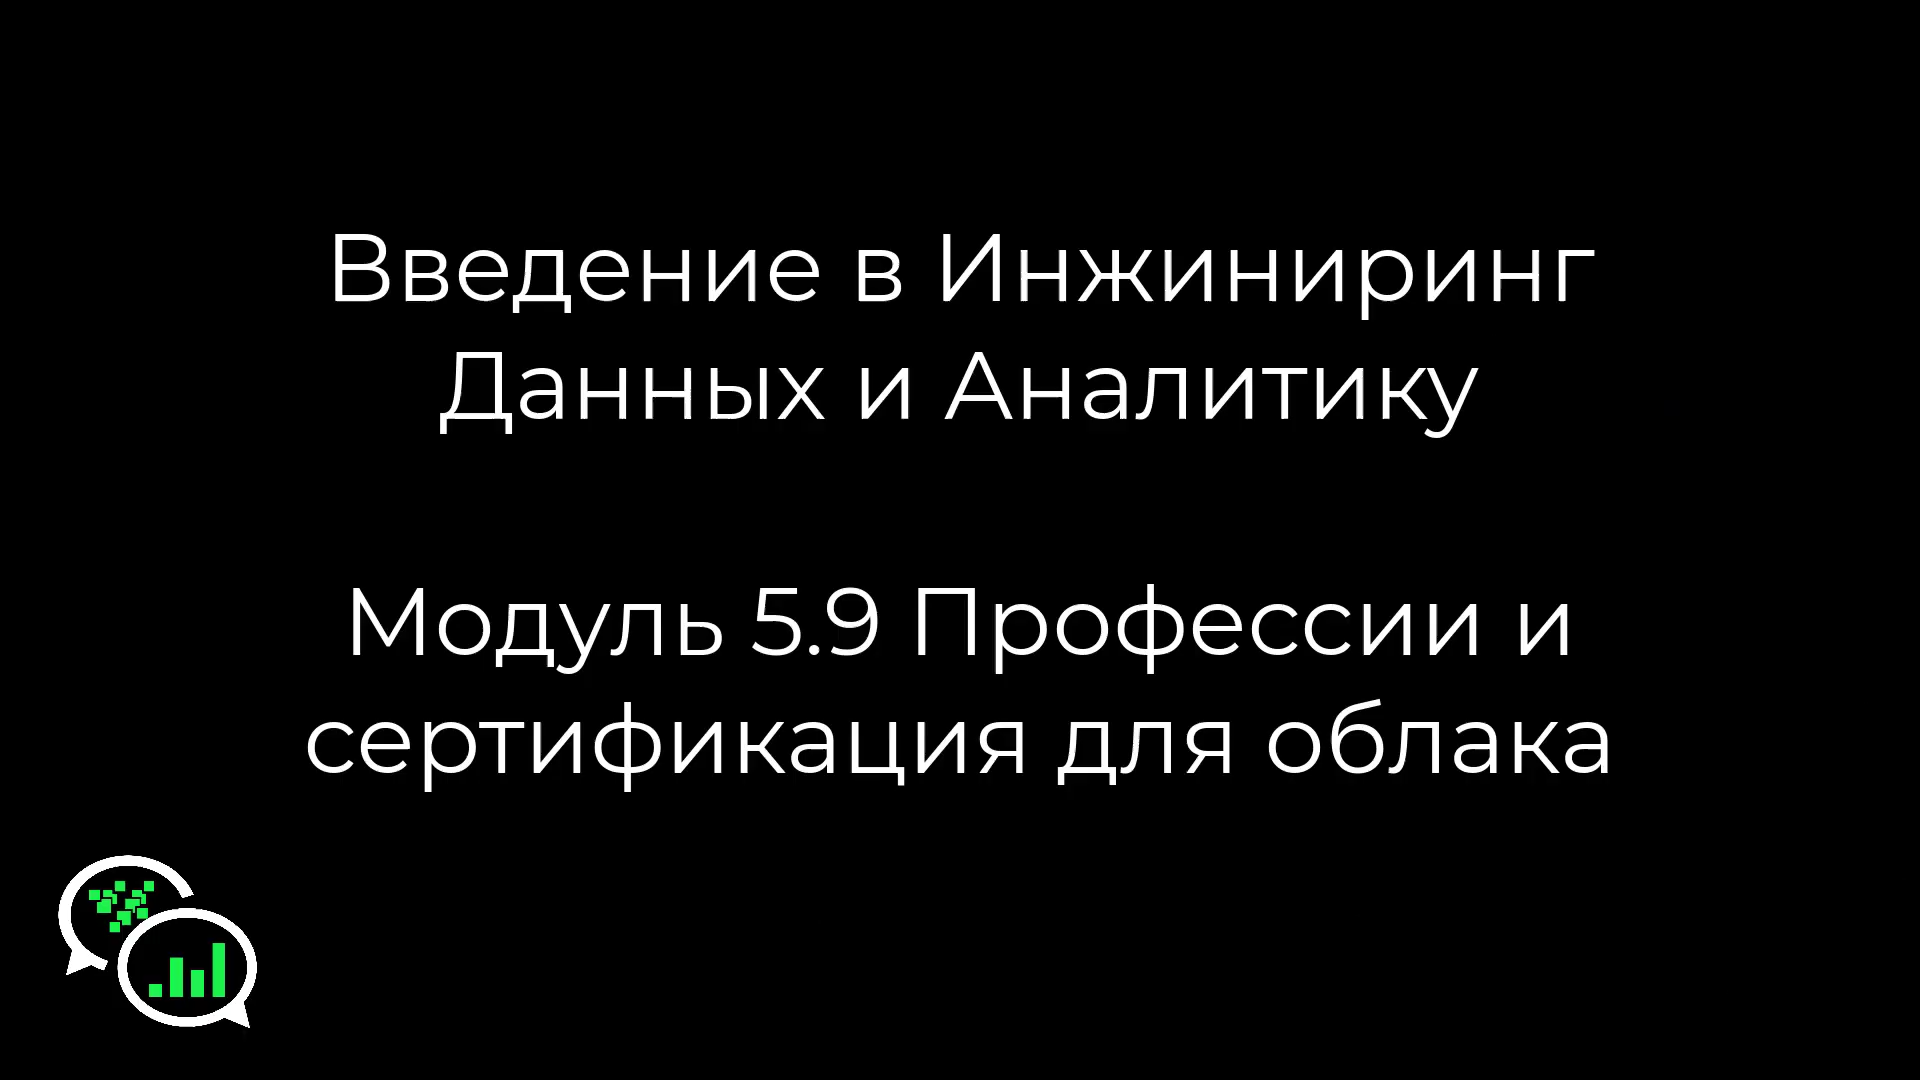 Введение в Инжиниринг
Данных и Аналитику
Модуль 5.9 Профессии и
сертификация для облака